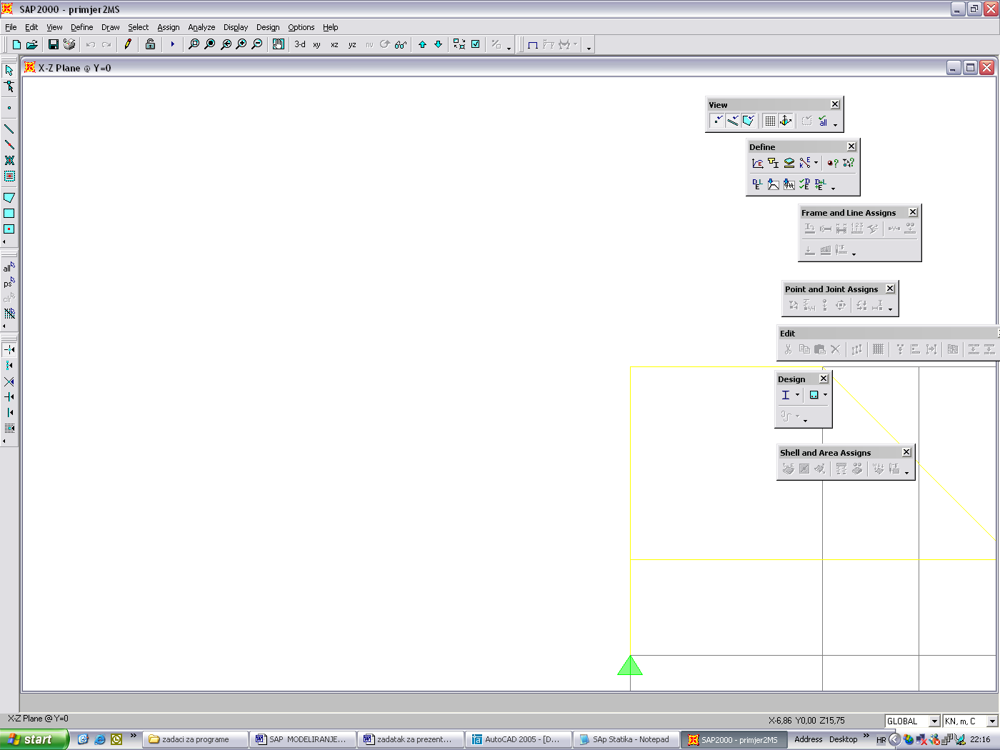 SAP2000 - primjer2MS
File Edit View Define Draw Select Assign Analyze Display Design Options Help
3-d xy xz yz nv
X-Z Plane @ Y=0
View
all
Define
Frame and Line Assigns
Point and Joint Assigns
Edit
Design
Shell and Area Assigns
all
ps
clr
X-Z Plane @ Y=0
X-6,86 Y0,00 Z15,75
GLOBAL
KN, m, C
start
zadaci za programe
SAP MODELIRANJE...
zadatak za prezent...
AutoCAD 2005 - [D...
SAp Statika - Notepad
SAP2000 - primjer2MS
Address Desktop
HR
22:16